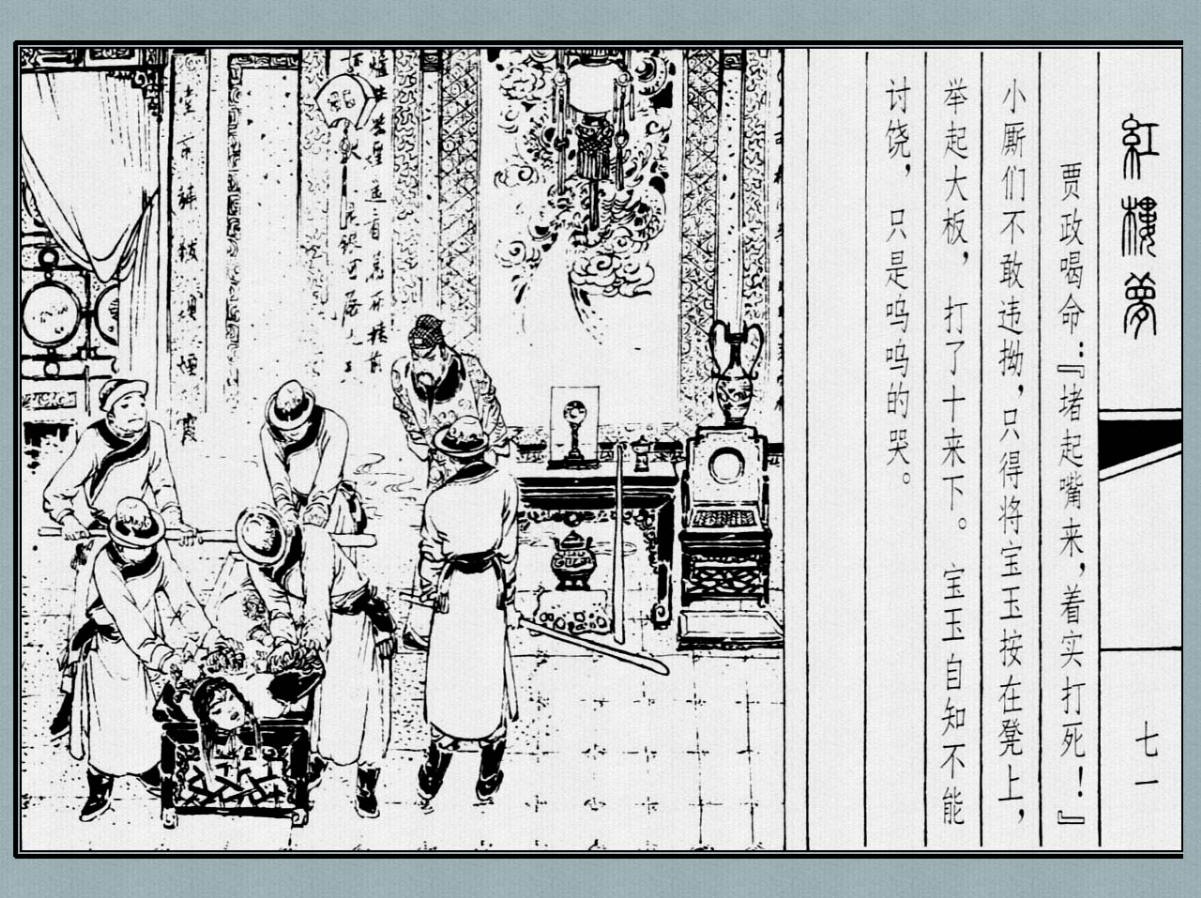 紅樓夢
七一
贾政喝命：『堵起嘴来，着实打死！』
小厮们不敢违拗，只得将宝玉按在凳上，
举起大板，打了十来下。宝玉自知不能
讨饶，只是呜呜的哭。